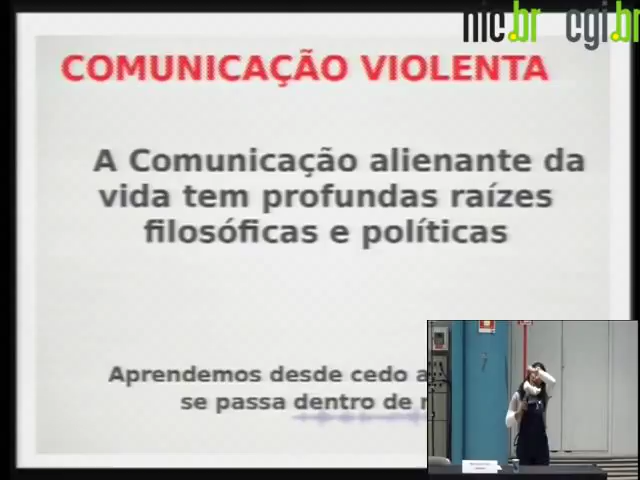 nic.br cgi.br
COMUNICAÇÃO VIOLENTA
A Comunicação alienante da
vida tem profundas raízes
filosóficas e políticas
Aprendemos desde cedo a
se passa dentro de